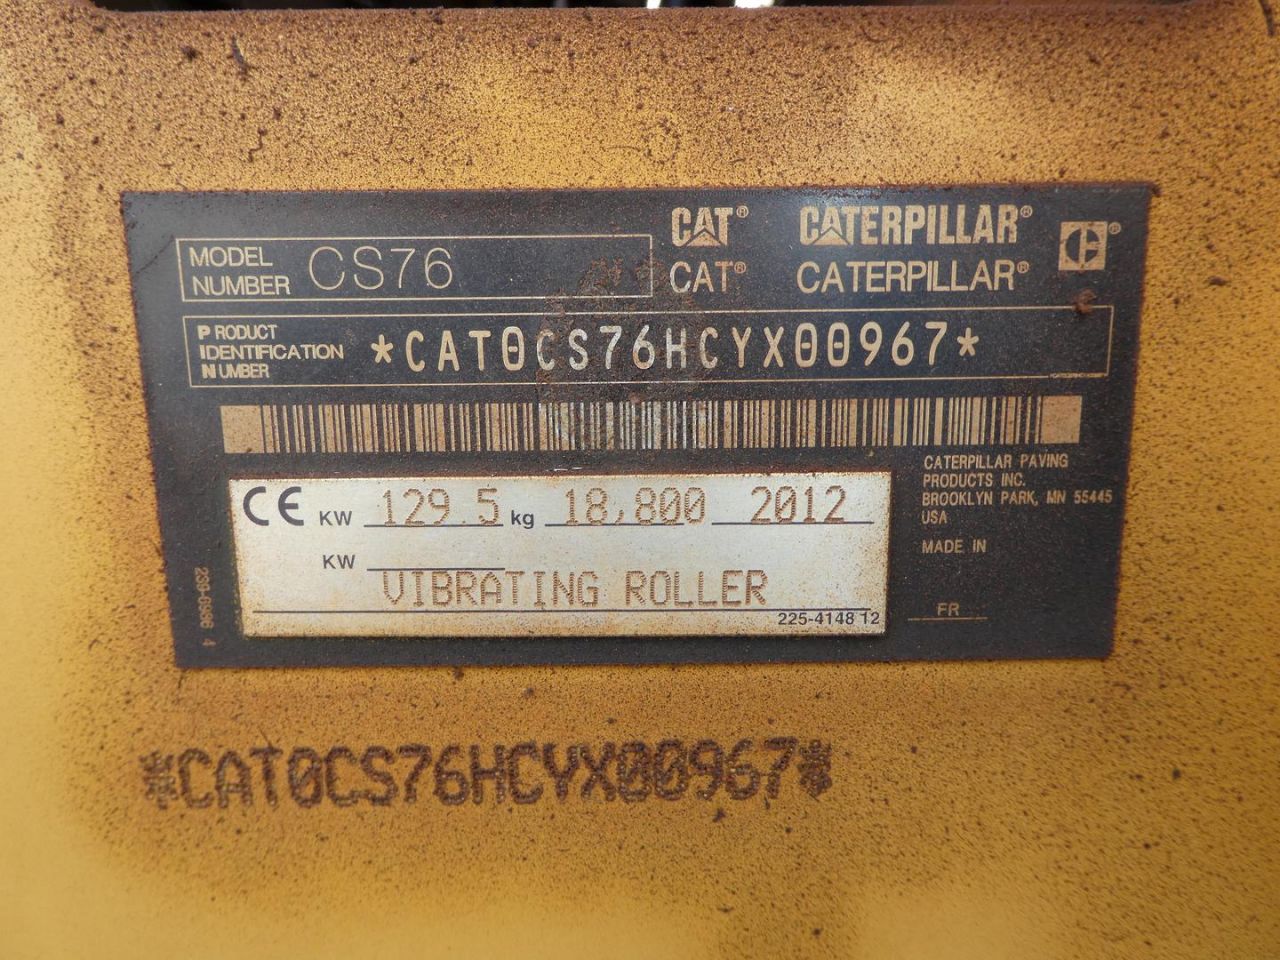 CAT® CATERPILLAR® ®
MODEL NUMBER CS76 CAT® CATERPILLAR®
PRODUCT IDENTIFICATION NUMBER *CAT0CS76HCYX00967*
CATERPILLAR PAVING
PRODUCTS INC.
BROOKLYN PARK, MN 55445
USA
MADE IN
FR
CE KW 129.5 kg 18,800 2012
KW
VIBRATING ROLLER
225-4148 12
*CAT0CS76HCYX00967*